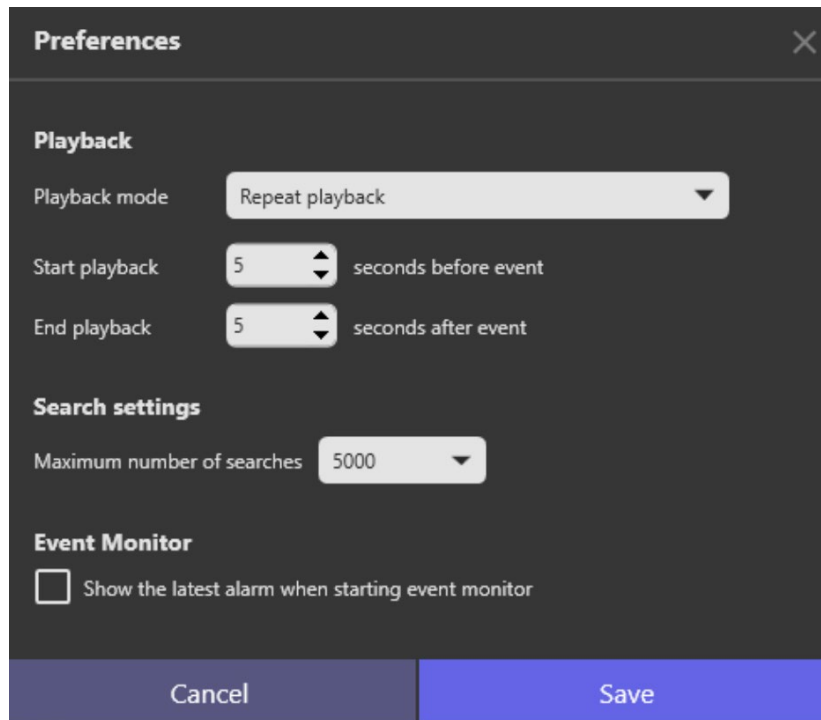 Preferences
Playback
Playback mode Repeat playback
Start playback 5 seconds before event
End playback 5 seconds after event
Search settings
Maximum number of searches 5000
Event Monitor
Show the latest alarm when starting event monitor
Cancel Save